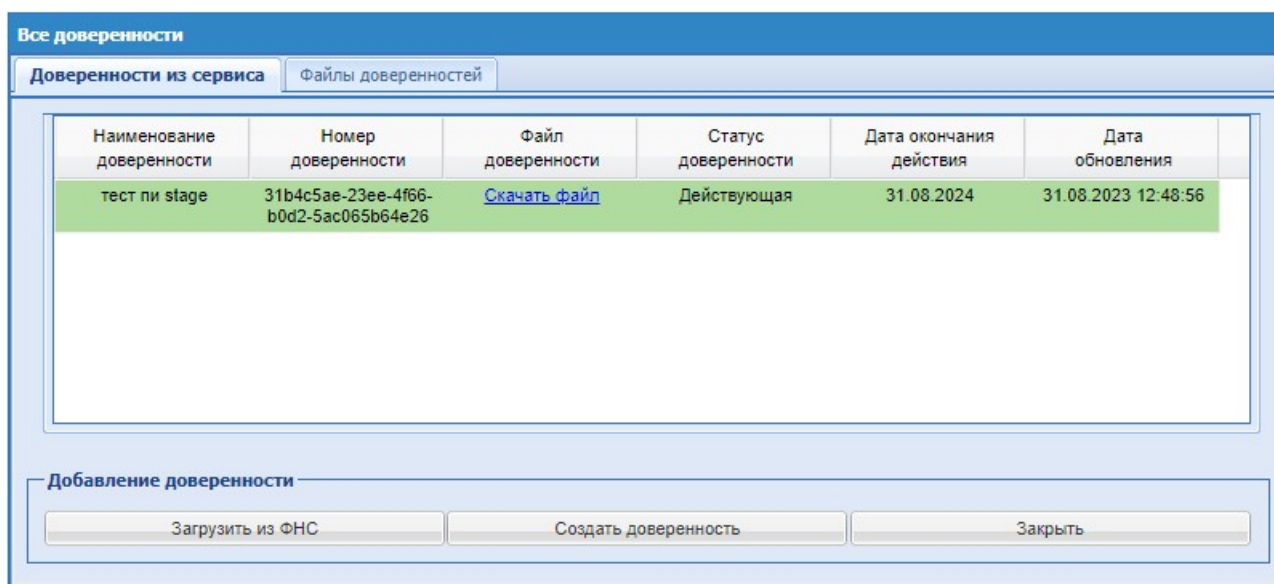 Все доверенности
Доверенности из сервиса Файлы доверенностей
Наименование доверенности Номер доверенности Файл доверенности Статус доверенности Дата окончания действия Дата обновления
тест пи stage 31b4c5ae-23ee-4f66- Скачать файл Действующая 31.08.2024 31.08.2023 12:48:56
b0d2-5ac065b64e26
Добавление доверенности
Загрузить из ФНС Создать доверенность Закрыть